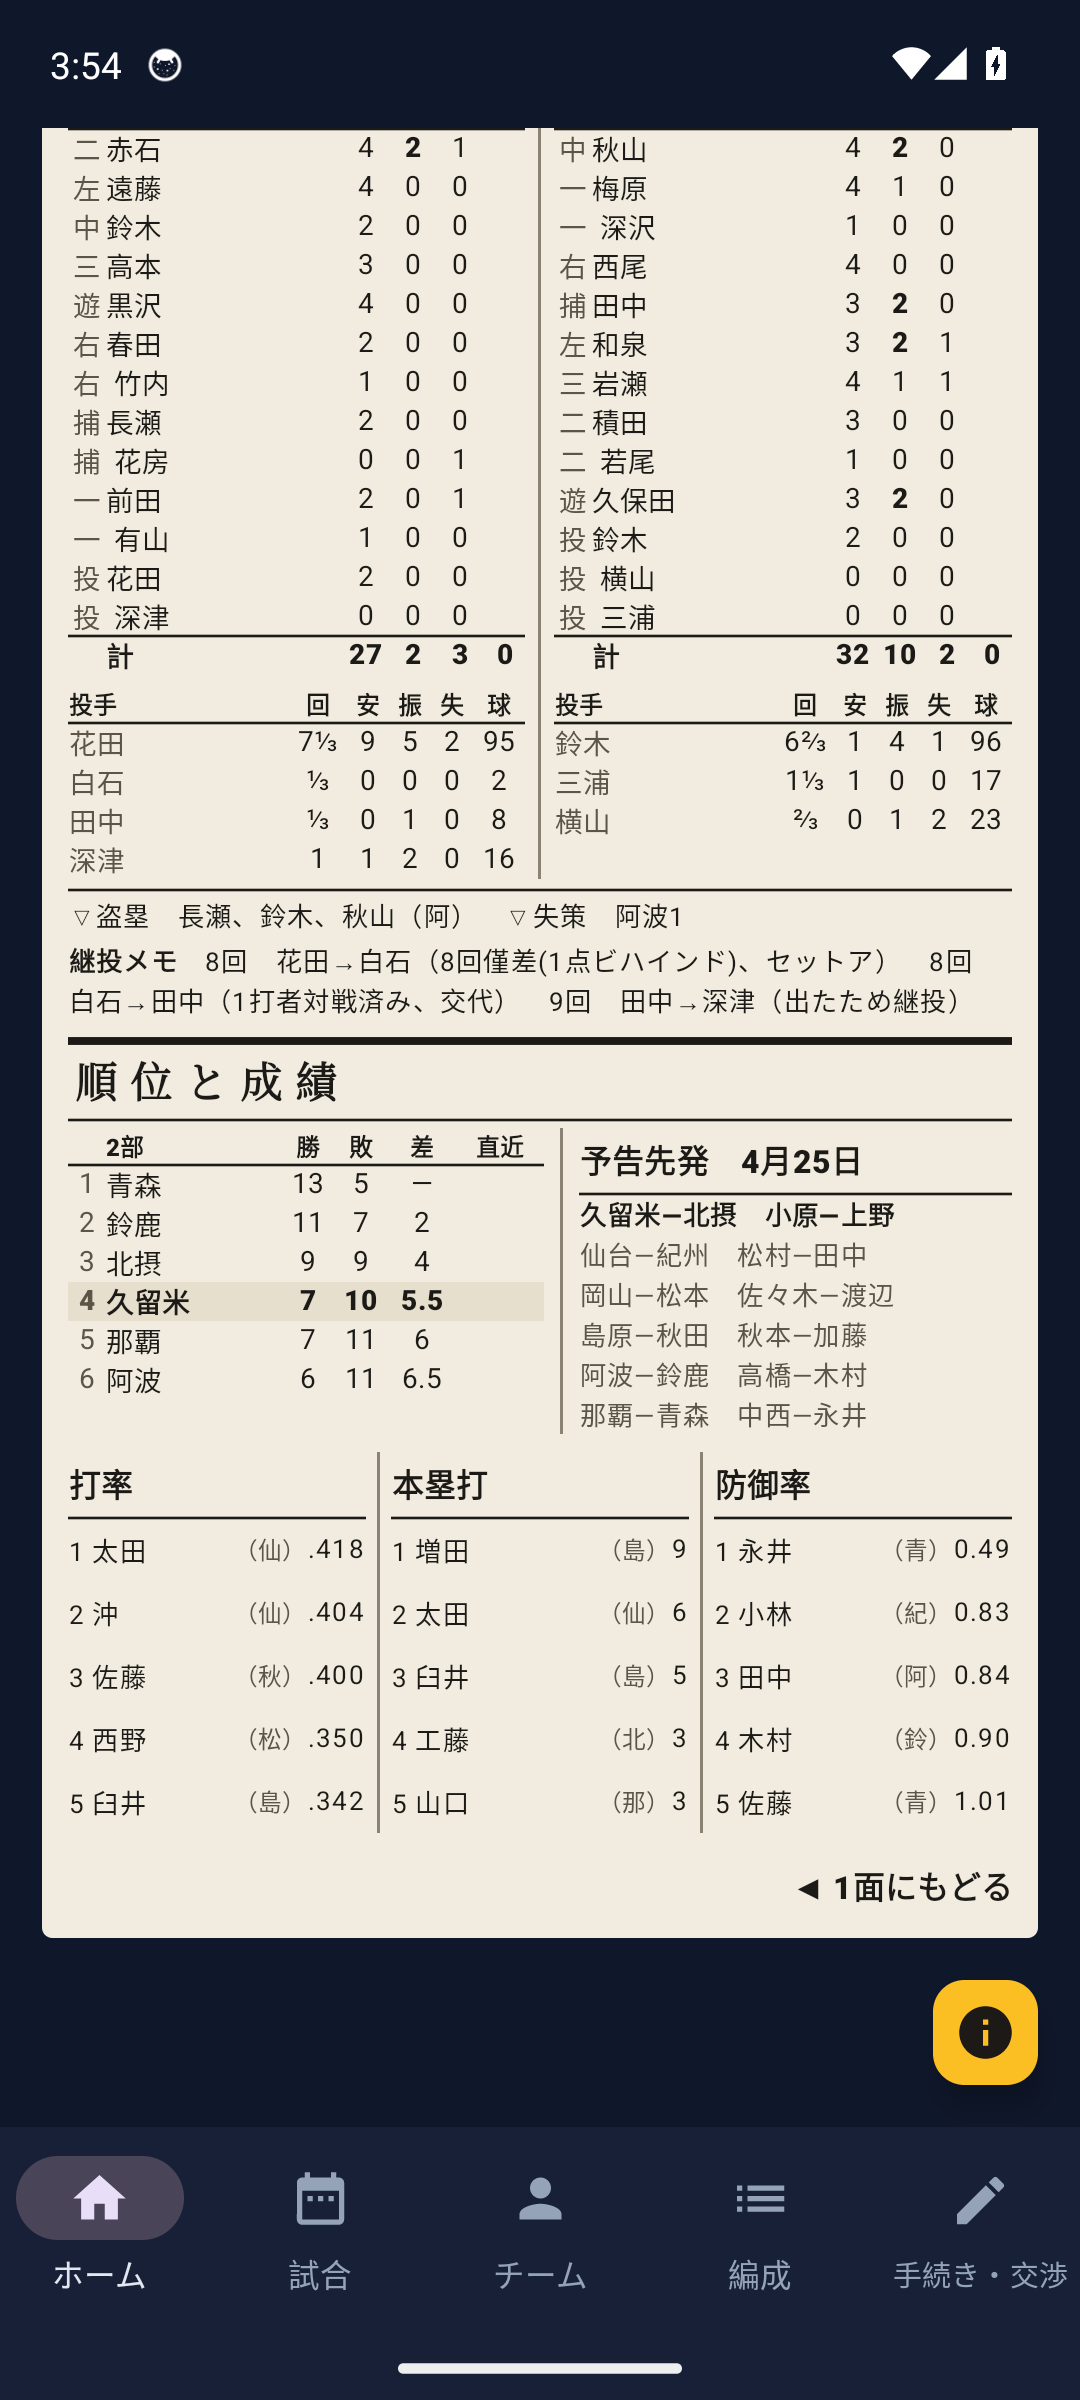 3:54
二 赤石 4 2 1
左 遠藤 4 0 0
中 鈴木 2 0 0
三 高本 3 0 0
遊 黒沢 4 0 0
右 春田 2 0 0
右 竹内 1 0 0
捕 長瀬 2 0 0
捕 花房 0 0 1
一 前田 2 0 1
一 有山 1 0 0
投 花田 2 0 0
投 深津 0 0 0
計 27 2 3 0
投手 回 安 振 失 球
花田 7⅓ 9 5 2 95
白石 ⅓ 0 0 0 2
田中 ⅓ 0 1 0 8
深津 1 1 2 0 16
中 秋山 4 2 0
一 梅原 4 1 0
一 深沢 1 0 0
右 西尾 4 0 0
捕 田中 3 2 0
左 和泉 3 2 1
三 岩瀬 4 1 1
二 積田 3 0 0
二 若尾 1 0 0
遊 久保田 3 2 0
投 鈴木 2 0 0
投 横山 0 0 0
投 三浦 0 0 0
計 32 10 2 0
投手 回 安 振 失 球
鈴木 6⅔ 1 4 1 96
三浦 1⅓ 1 0 0 17
横山 ⅔ 0 1 2 23
▽盗塁 長瀬、鈴木、秋山（阿） ▽失策 阿波1
継投メモ 8回 花田→白石（8回僅差(1点ビハインド)、セットア） 8回
白石→田中（1打者対戦済み、交代） 9回 田中→深津（出たため継投）
順位と成績
2部 勝 敗 差 直近
1 青森 13 5 ー
2 鈴鹿 11 7 2
3 北摂 9 9 4
4 久留米 7 10 5.5
5 那覇 7 11 6
6 阿波 6 11 6.5
予告先発 4月25日
久留米ー北摂 小原ー上野
仙台ー紀州 松村ー田中
岡山ー松本 佐々木ー渡辺
島原ー秋田 秋本ー加藤
阿波ー鈴鹿 高橋ー木村
那覇ー青森 中西ー永井
打率
1 太田 （仙） .418
2 沖 （仙） .404
3 佐藤 （秋） .400
4 西野 （松） .350
5 臼井 （島） .342
本塁打
1 増田 （島） 9
2 太田 （仙） 6
3 臼井 （島） 5
4 工藤 （北） 3
5 山口 （那） 3
防御率
1 永井 （青） 0.49
2 小林 （紀） 0.83
3 田中 （阿） 0.84
4 木村 （鈴） 0.90
5 佐藤 （青） 1.01
◀ 1面にもどる
ホーム 試合 チーム 編成 手続き・交渉